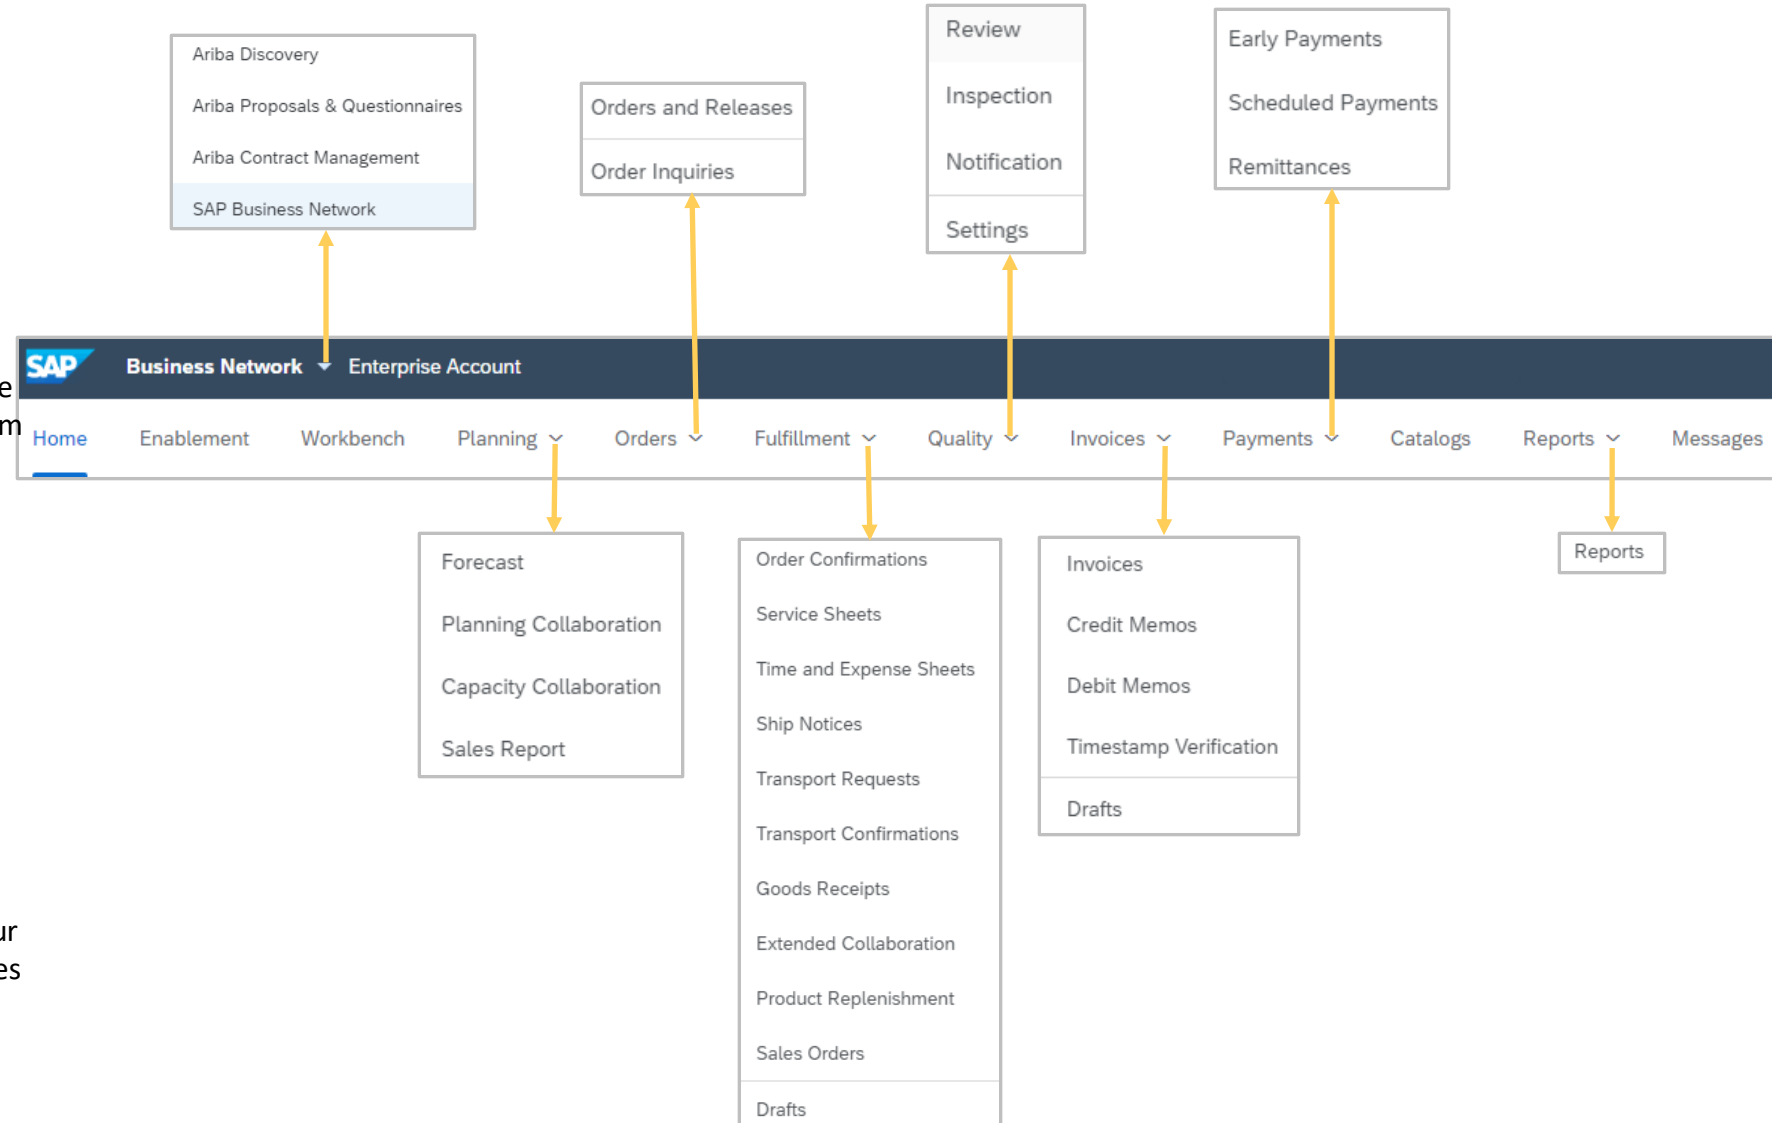 Ariba Discovery
Ariba Proposals & Questionnaires
Ariba Contract Management
SAP Business Network
Orders and Releases
Order Inquiries
Review
Inspection
Notification
Settings
Early Payments
Scheduled Payments
Remittances
SAP Business Network Enterprise Account
e
m
Home Enablement Workbench Planning Orders Fulfillment Quality Invoices Payments Catalogs Reports Messages
Forecast
Planning Collaboration
Capacity Collaboration
Sales Report
Order Confirmations
Service Sheets
Time and Expense Sheets
Ship Notices
Transport Requests
Transport Confirmations
Goods Receipts
Extended Collaboration
Product Replenishment
Sales Orders
Drafts
Invoices
Credit Memos
Debit Memos
Timestamp Verification
Drafts
Reports
ur
es